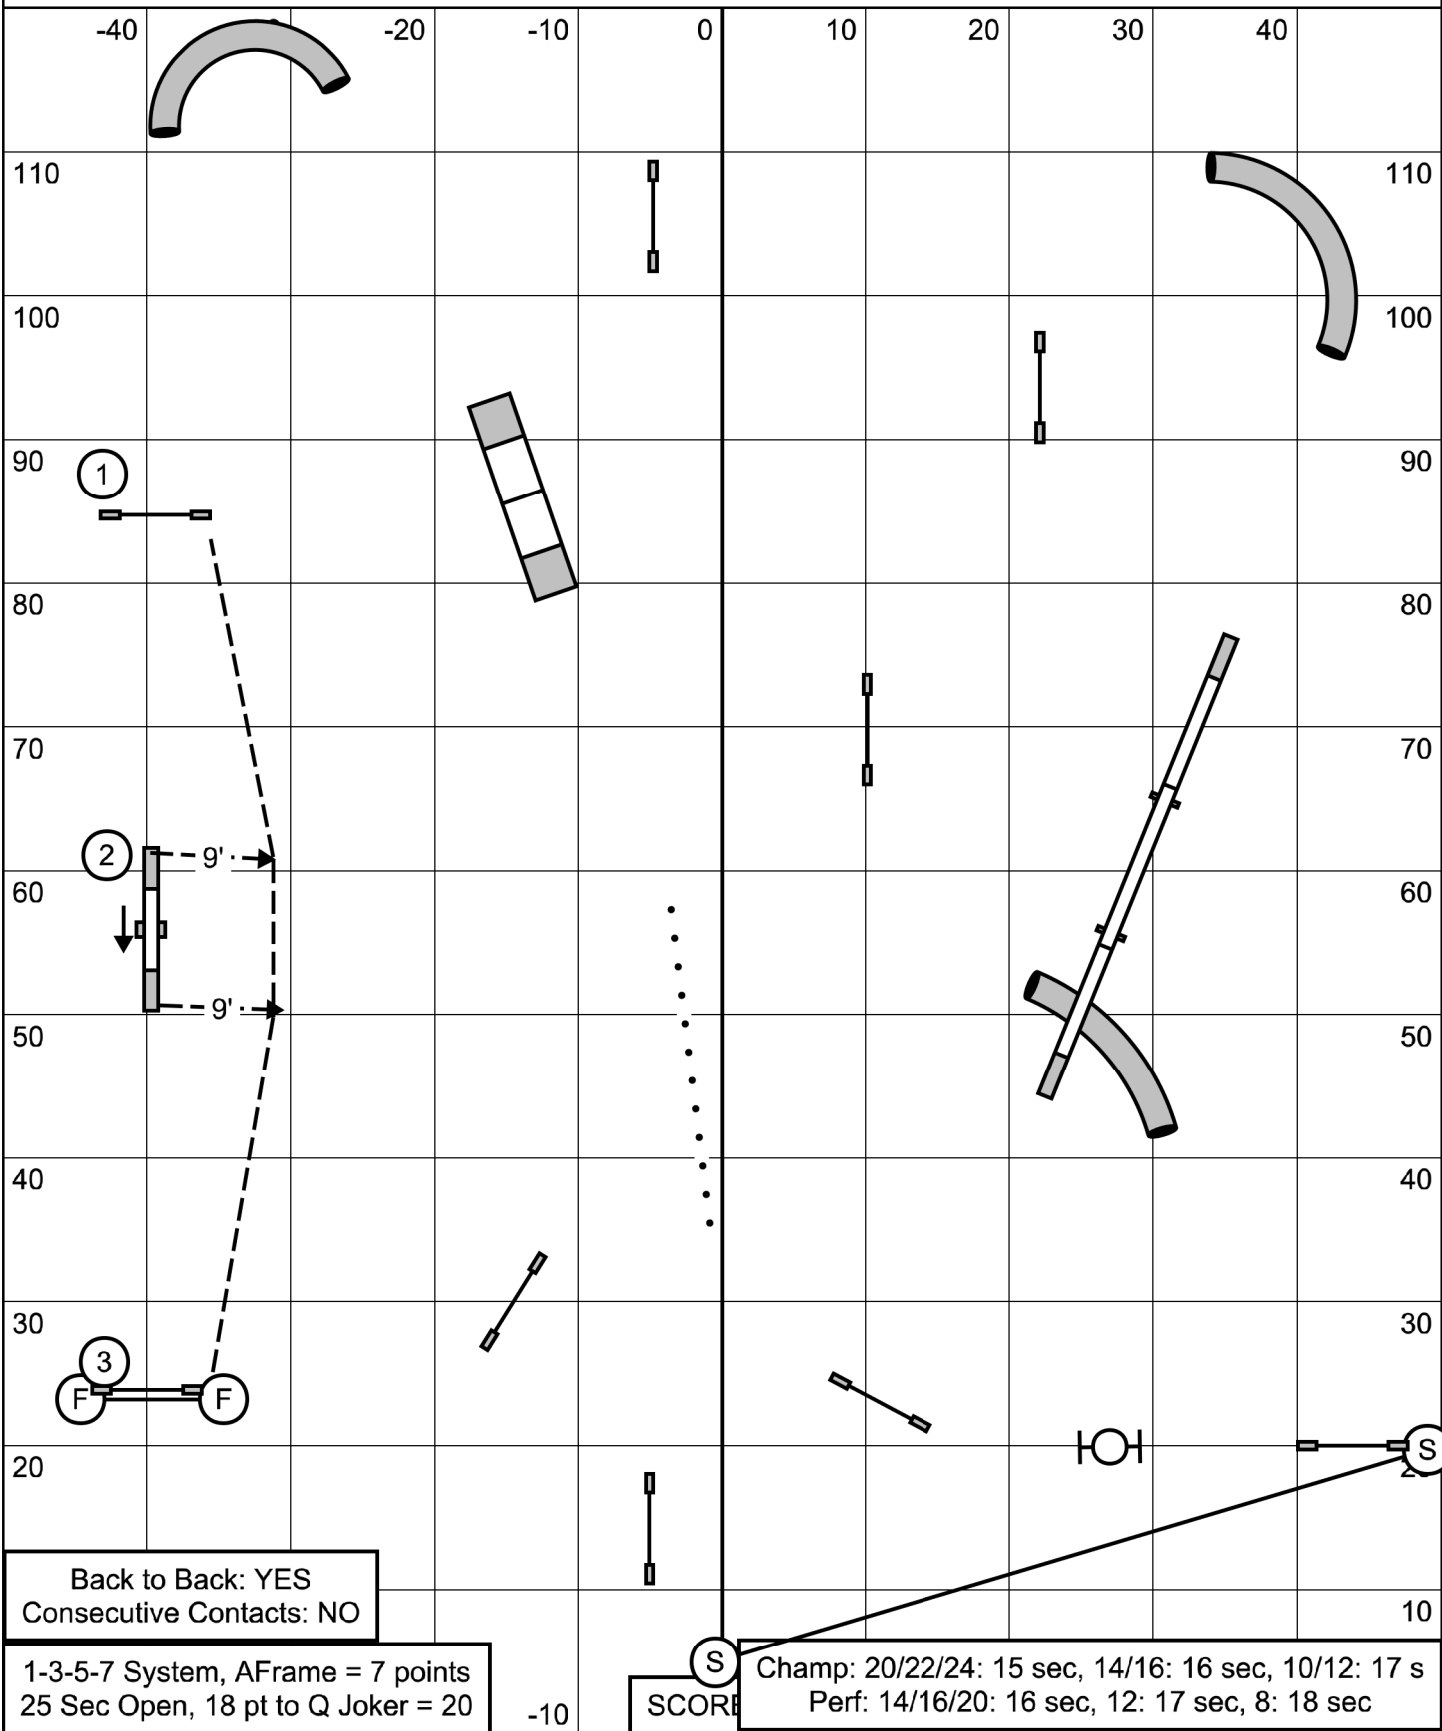 -40 -20 -10 0 10 20 30 40
110 110
100 100
90 90
1
80 80
70 70
2 9'
60 60
9'
50 50
40 40
30 30
3
F F
S
20
Back to Back: YES
Consecutive Contacts: NO
10
S
1-3-5-7 System, AFrame = 7 points
25 Sec Open, 18 pt to Q Joker = 20
-10
SCORE
Champ: 20/22/24: 15 sec, 14/16: 16 sec, 10/12: 17 s
Perf: 14/16/20: 16 sec, 12: 17 sec, 8: 18 sec